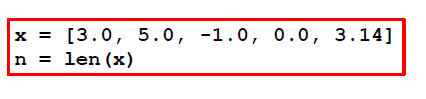 x = [3.0, 5.0, -1.0, 0.0, 3.14]
n = len(x)